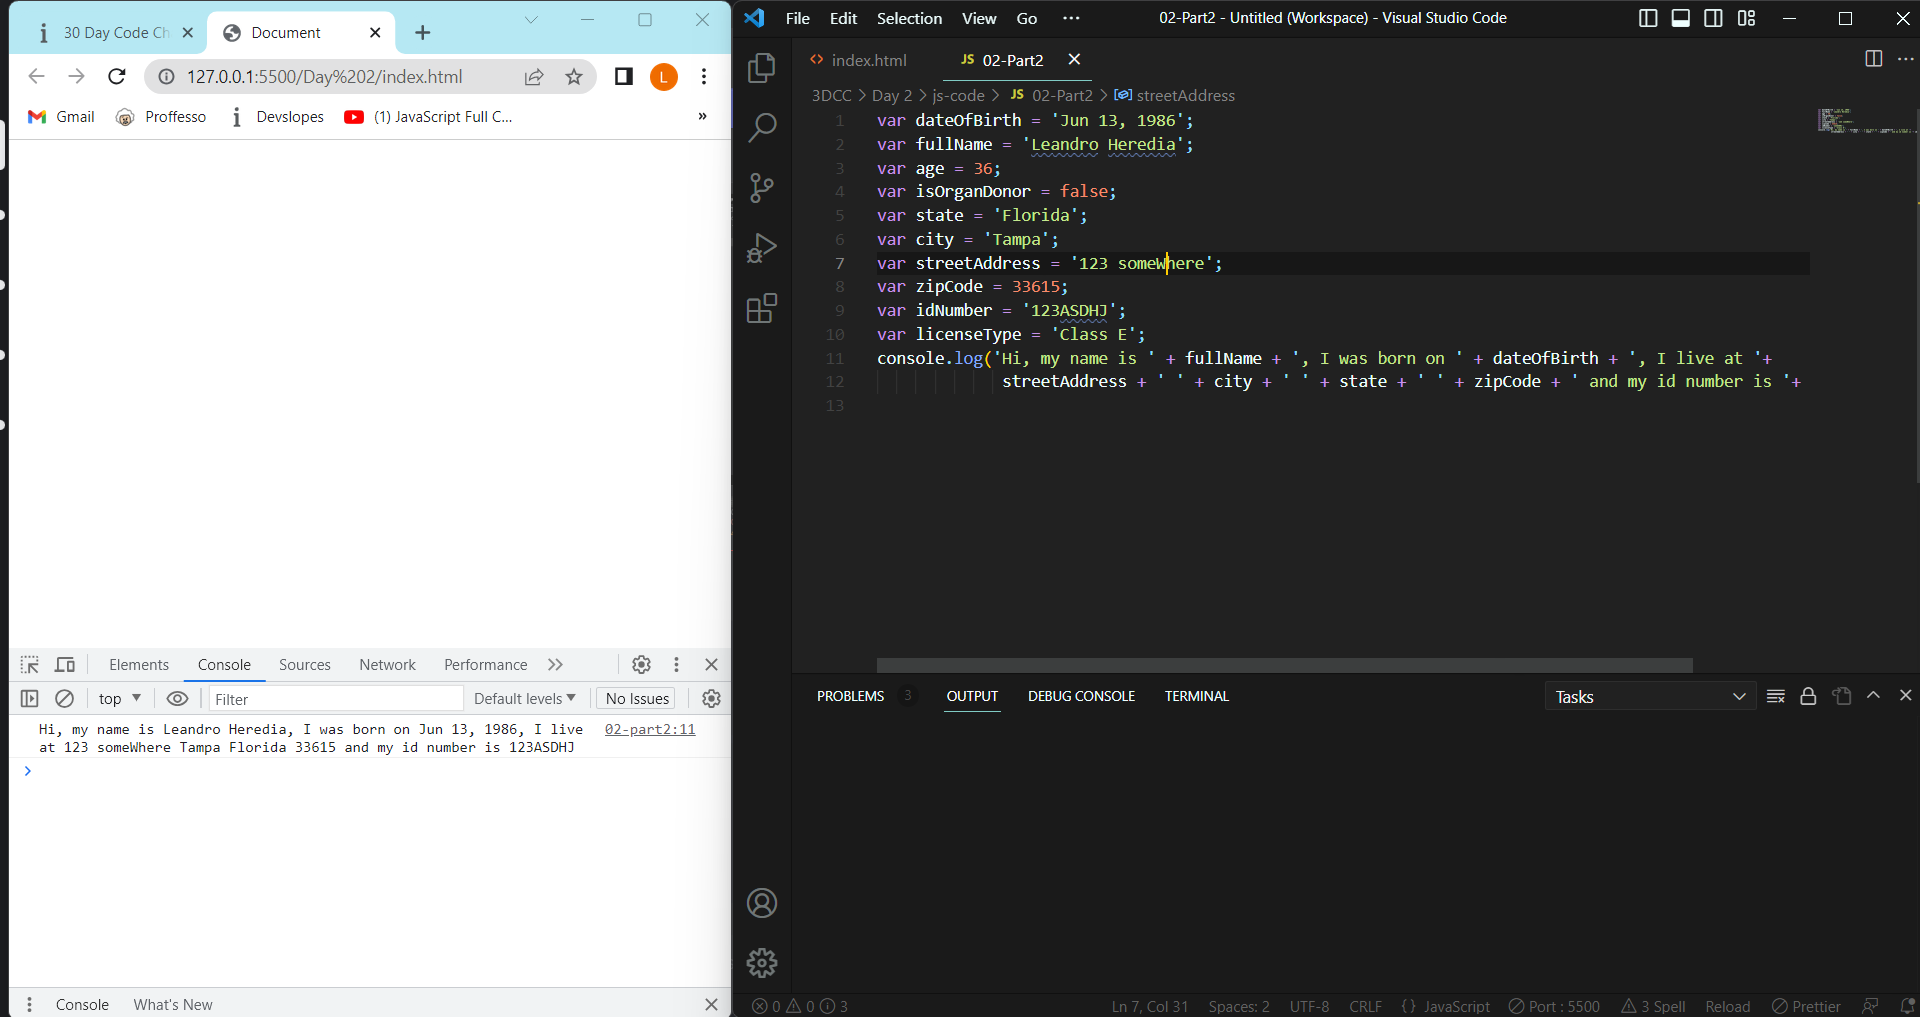 30 Day Code Ch
Document
127.0.0.1:5500/Day%202/index.html
L
Gmail
Proffesso
Devslopes
(1) JavaScript Full C...
»
Elements
Console
Sources
Network
Performance
top
Filter
Default levels
No Issues
Hi, my name is Leandro Heredia, I was born on Jun 13, 1986, I live
02-part2:11
at 123 someWhere Tampa Florida 33615 and my id number is 123ASDHJ
>
Console
What's New
File Edit Selection View Go ···
02-Part2 - Untitled (Workspace) - Visual Studio Code
<> index.html
JS 02-Part2
3DCC > Day 2 > js-code > JS 02-Part2 > streetAddress
1 var dateOfBirth = 'Jun 13, 1986';
2 var fullName = 'Leandro Heredia';
3 var age = 36;
4 var isOrganDonor = false;
5 var state = 'Florida';
6 var city = 'Tampa';
7 var streetAddress = '123 someWhere';
8 var zipCode = 33615;
9 var idNumber = '123ASDHJ';
10 var licenseType = 'Class E';
11 console.log('Hi, my name is ' + fullName + ', I was born on ' + dateOfBirth + ', I live at '+
12 streetAddress + ' ' + city + ' ' + state + ' ' + zipCode + ' and my id number is '+
13
PROBLEMS 3 OUTPUT DEBUG CONSOLE TERMINAL
Tasks
0 0 3
Ln 7, Col 31 Spaces: 2 UTF-8 CRLF {} JavaScript Port : 5500 3 Spell Reload Prettier